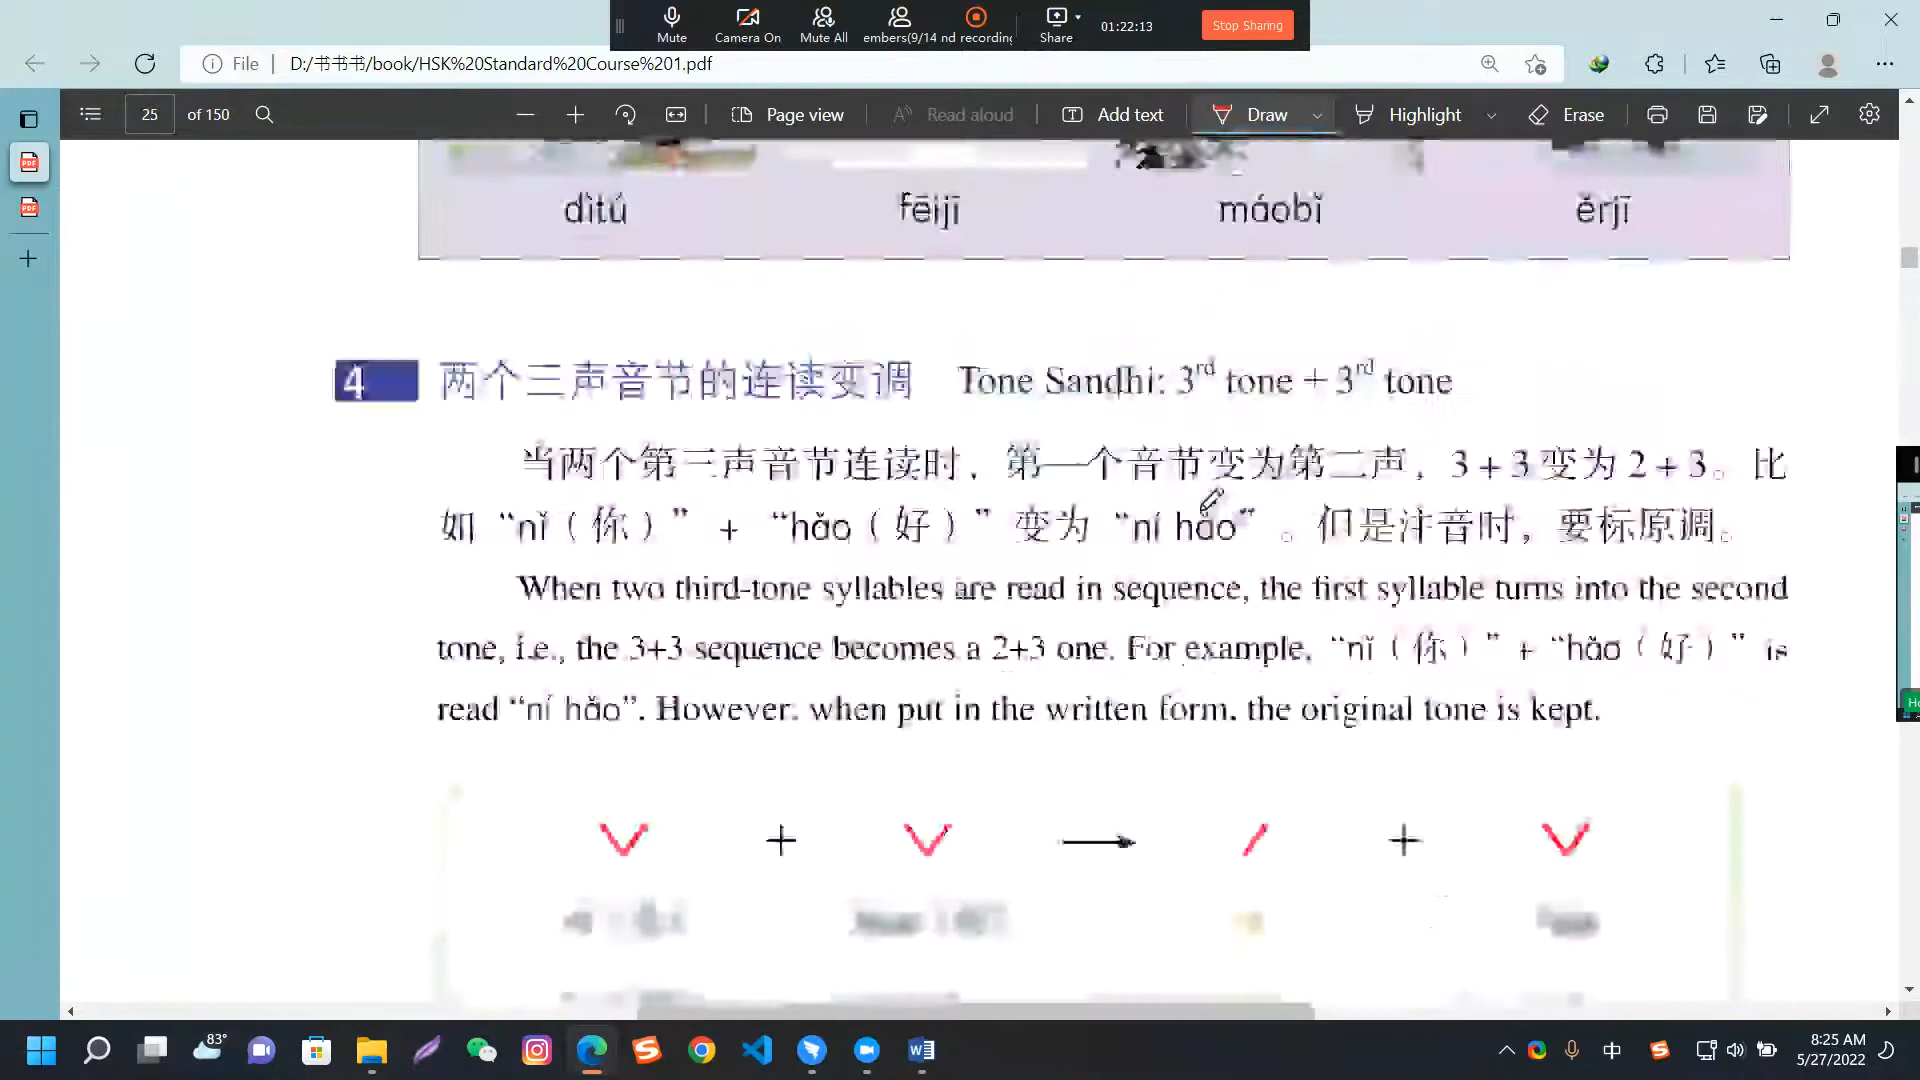 Mute
Camera On
Mute All
embers(9/14
nd recording
Share
01:22:13
Stop Sharing
File
D:/书书书/book/HSK%20Standard%20Course%201.pdf
25
of 150
Page view
Read aloud
Add text
Draw
Highlight
Erase
dìtú
fēijī
máobǐ
ěrjī
4 两个三声音节的连读变调 Tone Sandhi: 3rd tone + 3rd tone
当两个第三声音节连读时，第一个音节变为第二声，3 + 3 变为 2 + 3。比
如 “nǐ（你）” + “hǎo（好）” 变为 “ní hǎo” 。但是注音时，要标原调。
When two third-tone syllables are read in sequence, the first syllable turns into the second
tone, i.e., the 3+3 sequence becomes a 2+3 one. For example, “nǐ（你）” + “hǎo（好）” is
read “ní hǎo”. However, when put in the written form, the original tone is kept.
ˇ + ˇ → ˊ + ˇ
83°
中
8:25 AM
5/27/2022